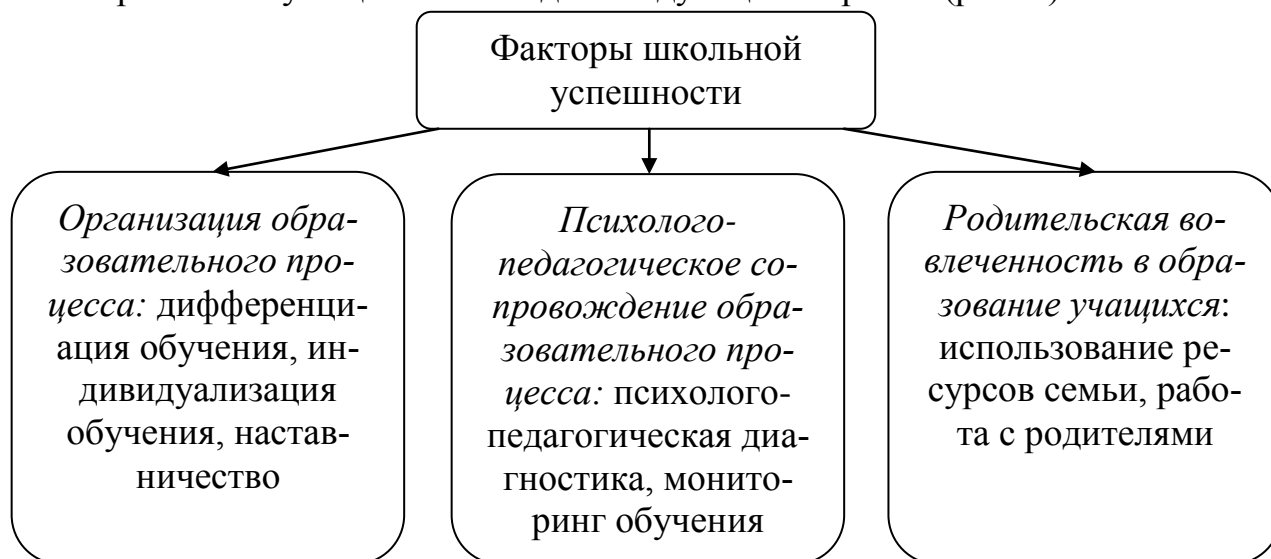 Факторы школьной
успешности
Организация обра-
зовательного про-
цесса: дифференци-
ация обучения, ин-
дивидуализация
обучения, настав-
ничество
Психолого-
педагогическое со-
провождение обра-
зовательного про-
цесса: психолого-
педагогическая диа-
гностика, монито-
ринг обучения
Родительская во-
влеченность в обра-
зование учащихся:
использование ре-
сурсов семьи, рабо-
та с родителями